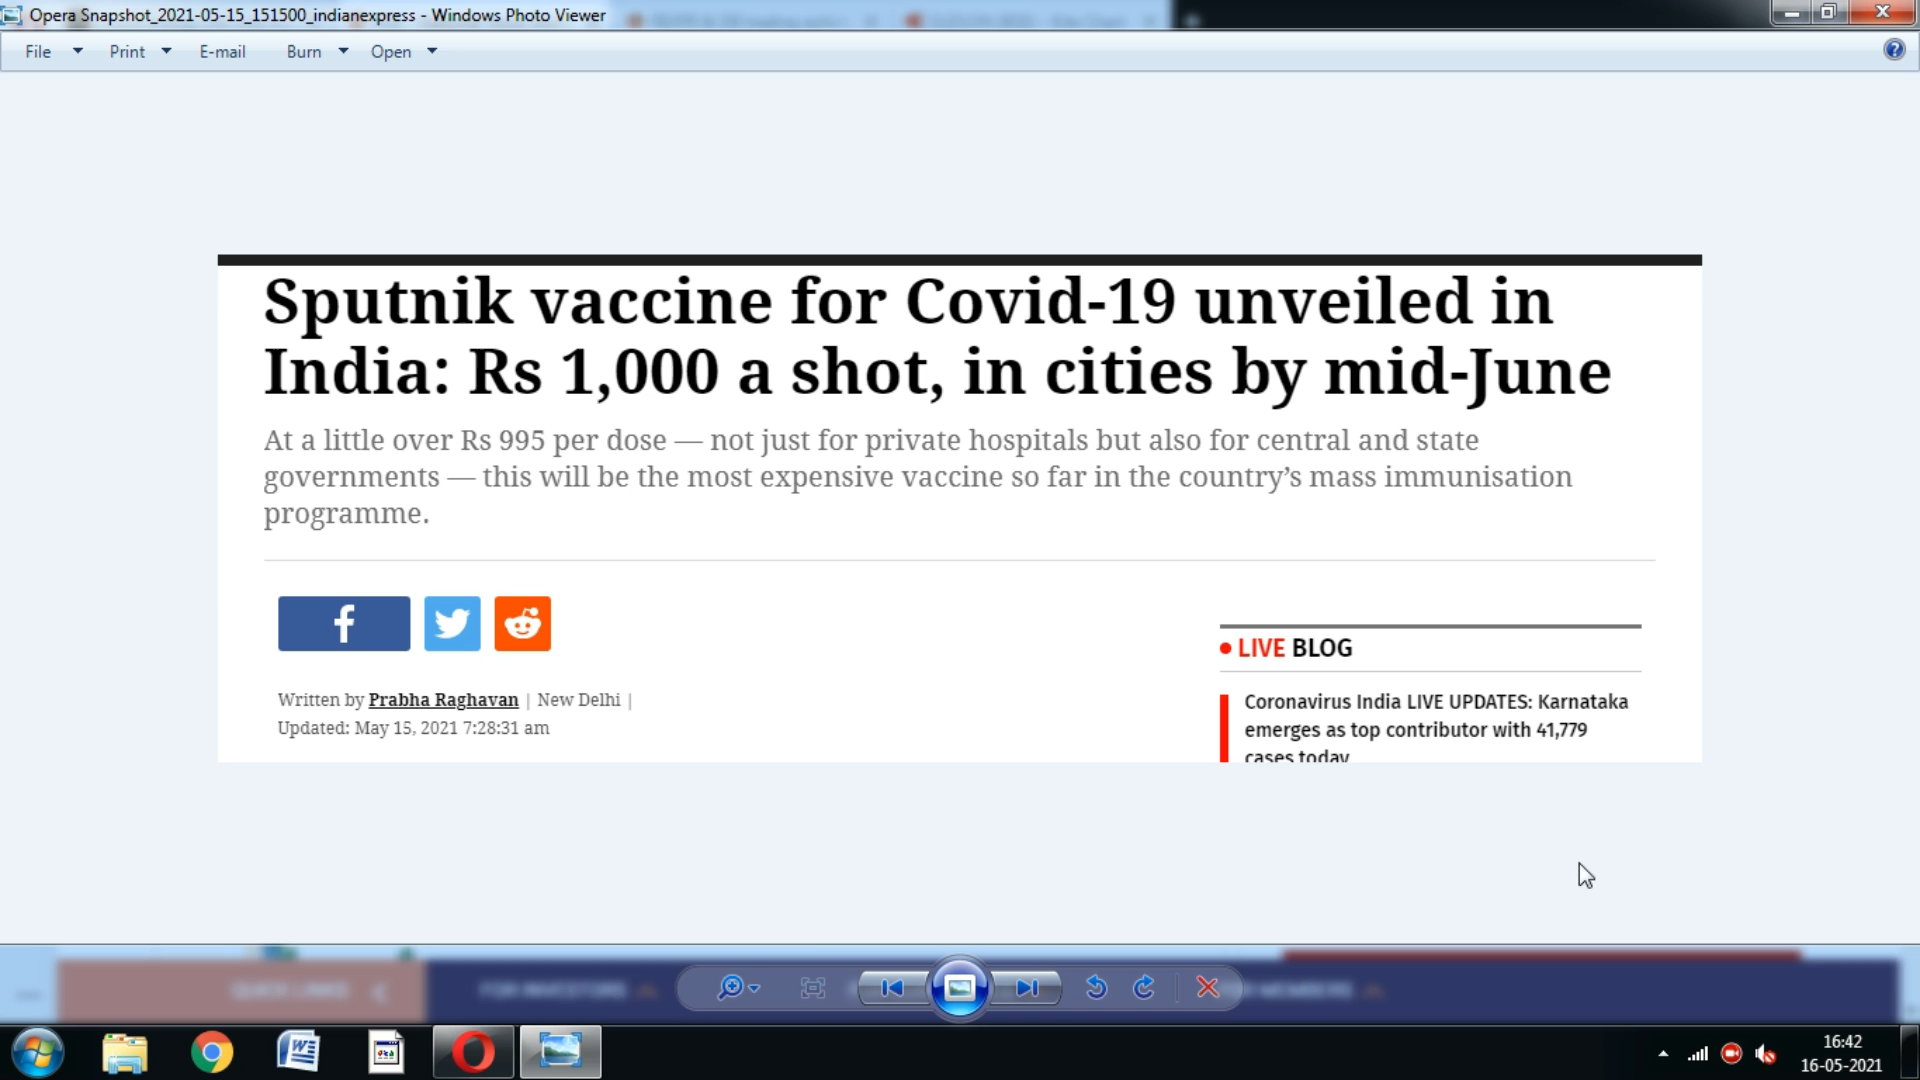 Opera Snapshot_2021-05-15_151500_indianexpress - Windows Photo Viewer
File Print E-mail Burn Open
Sputnik vaccine for Covid-19 unveiled in
India: Rs 1,000 a shot, in cities by mid-June
At a little over Rs 995 per dose — not just for private hospitals but also for central and state
governments — this will be the most expensive vaccine so far in the country’s mass immunisation
programme.
LIVE BLOG
Written by Prabha Raghavan | New Delhi |
Updated: May 15, 2021 7:28:31 am
Coronavirus India LIVE UPDATES: Karnataka
emerges as top contributor with 41,779
cases today
QUICK LINKS
FOR INVESTORS
MEMBERS
16:42
16-05-2021